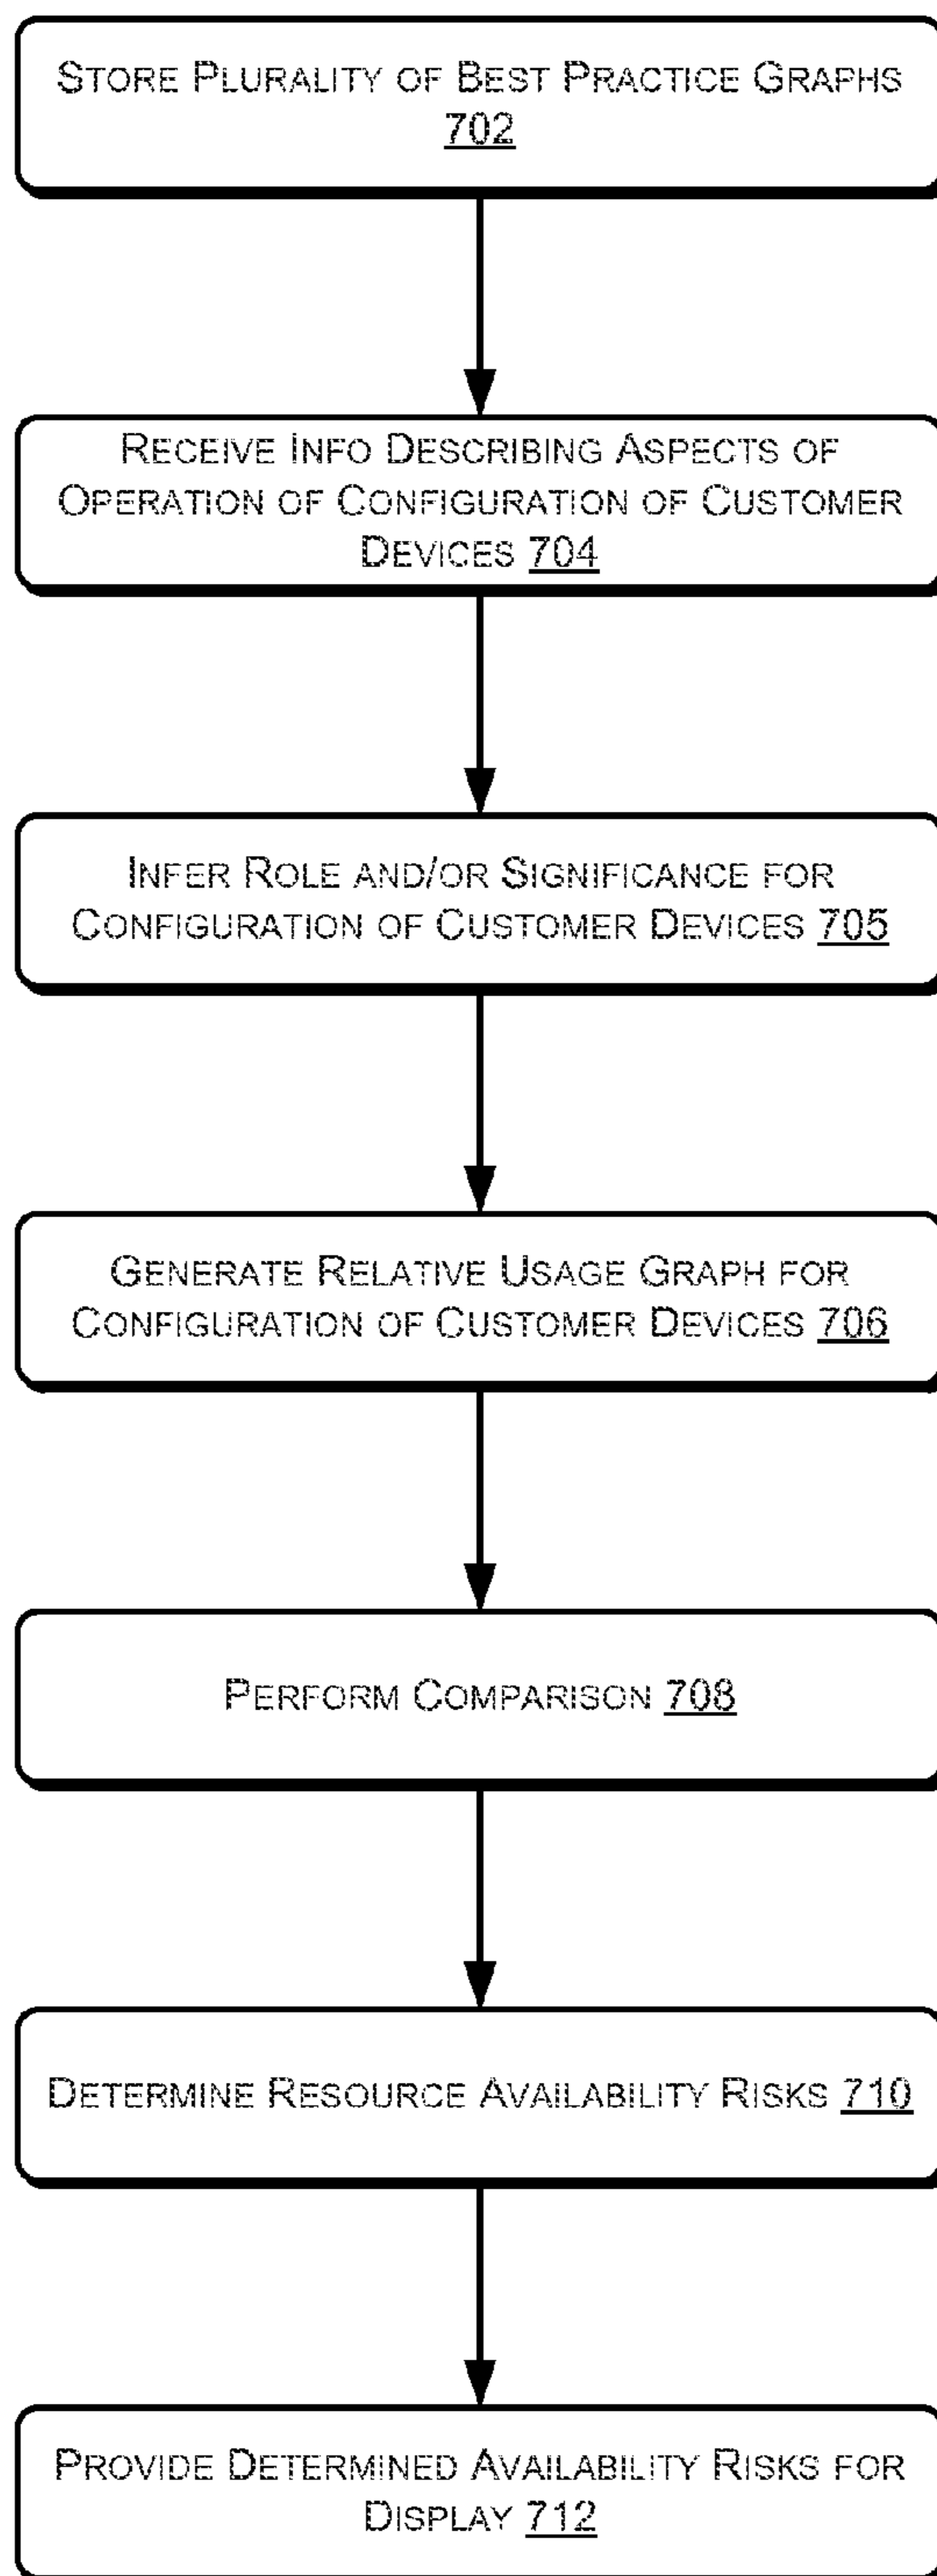 STORE PLURALITY OF BEST PRACTICE GRAPHS
702
RECEIVE INFO DESCRIBING ASPECTS OF
OPERATION OF CONFIGURATION OF CUSTOMER
DEVICES 704
INFER ROLE AND/OR SIGNIFICANCE FOR
CONFIGURATION OF CUSTOMER DEVICES 705
GENERATE RELATIVE USAGE GRAPH FOR
CONFIGURATION OF CUSTOMER DEVICES 706
PERFORM COMPARISON 708
DETERMINE RESOURCE AVAILABILITY RISKS 710
PROVIDE DETERMINED AVAILABILITY RISKS FOR
DISPLAY 712